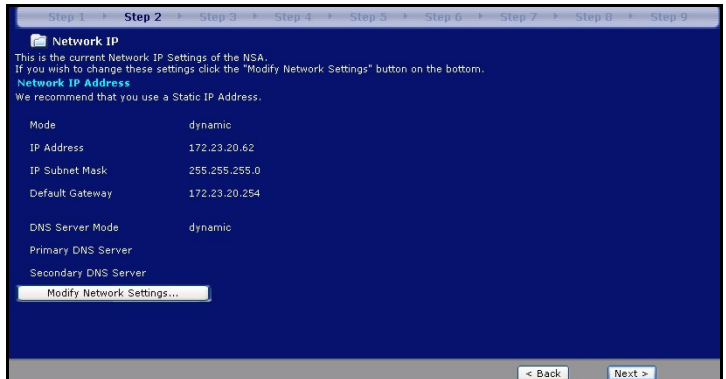 Step 1 Step 2 Step 3 Step 4 Step 5 Step 6 Step 7 Step 8 Step 9
Network IP
This is the current Network IP Settings of the NSA.
If you wish to change these settings click the "Modify Network Settings" button on the bottom.
Network IP Address
We recommend that you use a Static IP Address.
Mode dynamic
IP Address 172.23.20.62
IP Subnet Mask 255.255.255.0
Default Gateway 172.23.20.254
DNS Server Mode dynamic
Primary DNS Server
Secondary DNS Server
Modify Network Settings...
< Back Next >